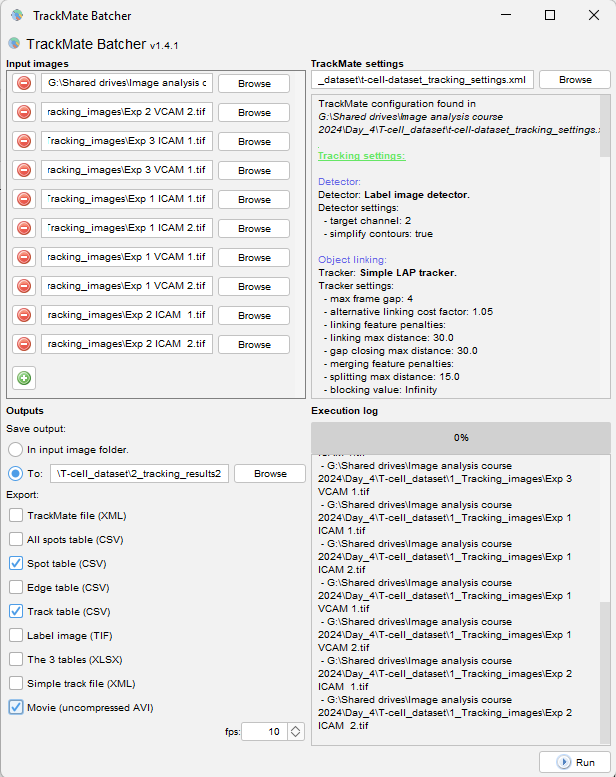 TrackMate Batcher
TrackMate Batcher v1.4.1
Input images
G:\Shared drives\Image analysis c
Browse
racking_images\Exp 2 VCAM 2.tif
Browse
racking_images\Exp 3 ICAM 1.tif
Browse
racking_images\Exp 3 VCAM 1.tif
Browse
racking_images\Exp 1 ICAM 1.tif
Browse
racking_images\Exp 1 ICAM 2.tif
Browse
racking_images\Exp 1 VCAM 1.tif
Browse
racking_images\Exp 1 VCAM 2.tif
Browse
racking_images\Exp 2 ICAM  1.tif
Browse
racking_images\Exp 2 ICAM  2.tif
Browse
TrackMate settings
_dataset\t-cell-dataset_tracking_settings.xml
Browse
TrackMate configuration found in
G:\Shared drives\Image analysis course
2024\Day_4\T-cell_dataset\t-cell-dataset_tracking_settings.x
.
Tracking settings:
Detector:
Detector: Label image detector.
Detector settings:
- target channel: 2
- simplify contours: true
Object linking:
Tracker: Simple LAP tracker.
Tracker settings:
- max frame gap: 4
- alternative linking cost factor: 1.05
- linking feature penalties:
- linking max distance: 30.0
- gap closing max distance: 30.0
- merging feature penalties:
- splitting max distance: 15.0
- blocking value: Infinity
Outputs
Save output:
In input image folder.
To:
\T-cell_dataset\2_tracking_results2
Browse
Export:
TrackMate file (XML)
All spots table (CSV)
Spot table (CSV)
Edge table (CSV)
Track table (CSV)
Label image (TIF)
The 3 tables (XLSX)
Simple track file (XML)
Movie (uncompressed AVI)
fps: 10
Execution log
0%
ICAM 1.tif
- G:\Shared drives\Image analysis course
2024\Day_4\T-cell_dataset\1_Tracking_images\Exp 3
VCAM 1.tif
- G:\Shared drives\Image analysis course
2024\Day_4\T-cell_dataset\1_Tracking_images\Exp 1
ICAM 1.tif
- G:\Shared drives\Image analysis course
2024\Day_4\T-cell_dataset\1_Tracking_images\Exp 1
ICAM 2.tif
- G:\Shared drives\Image analysis course
2024\Day_4\T-cell_dataset\1_Tracking_images\Exp 1
VCAM 1.tif
- G:\Shared drives\Image analysis course
2024\Day_4\T-cell_dataset\1_Tracking_images\Exp 1
VCAM 2.tif
- G:\Shared drives\Image analysis course
2024\Day_4\T-cell_dataset\1_Tracking_images\Exp 2
ICAM  1.tif
- G:\Shared drives\Image analysis course
2024\Day_4\T-cell_dataset\1_Tracking_images\Exp 2
ICAM  2.tif
Run